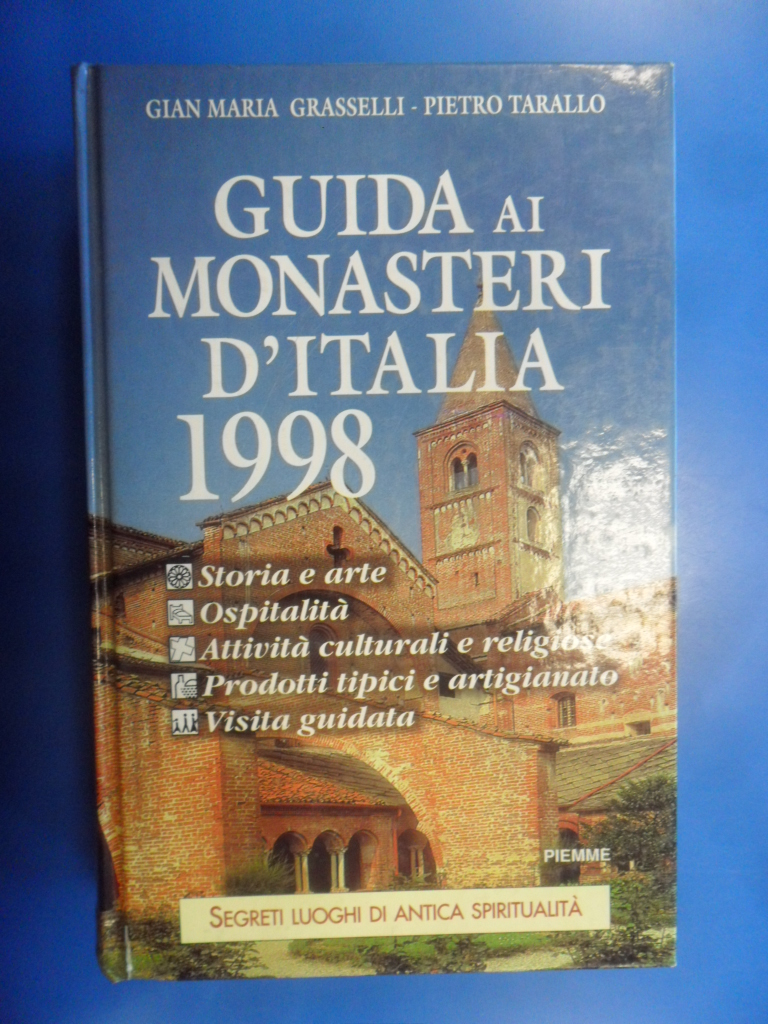 GIAN MARIA GRASSELLI - PIETRO TARALLO
GUIDA AI
MONASTERI
D'ITALIA
1998
Storia e arte
Ospitalità
Attività culturali e religiose
Prodotti tipici e artigianato
Visita guidata
PIEMME
SEGRETI LUOGHI DI ANTICA SPIRITUALITÀ